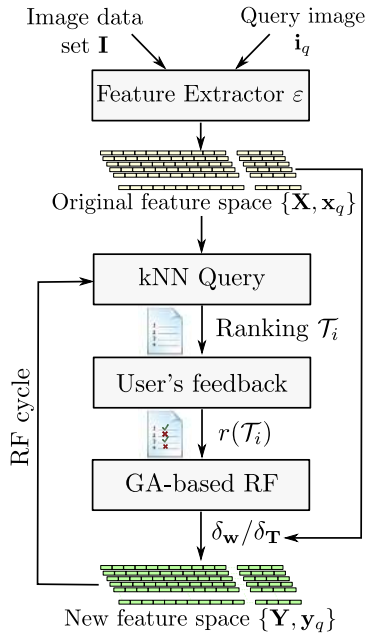 Image data
set I
Query image
i_q
Feature Extractor ε
Original feature space {X, x_q}
kNN Query
Ranking 𝒯_i
User's feedback
r(𝒯_i)
GA-based RF
δ_w/δ_T
RF cycle
New feature space {Y, y_q}